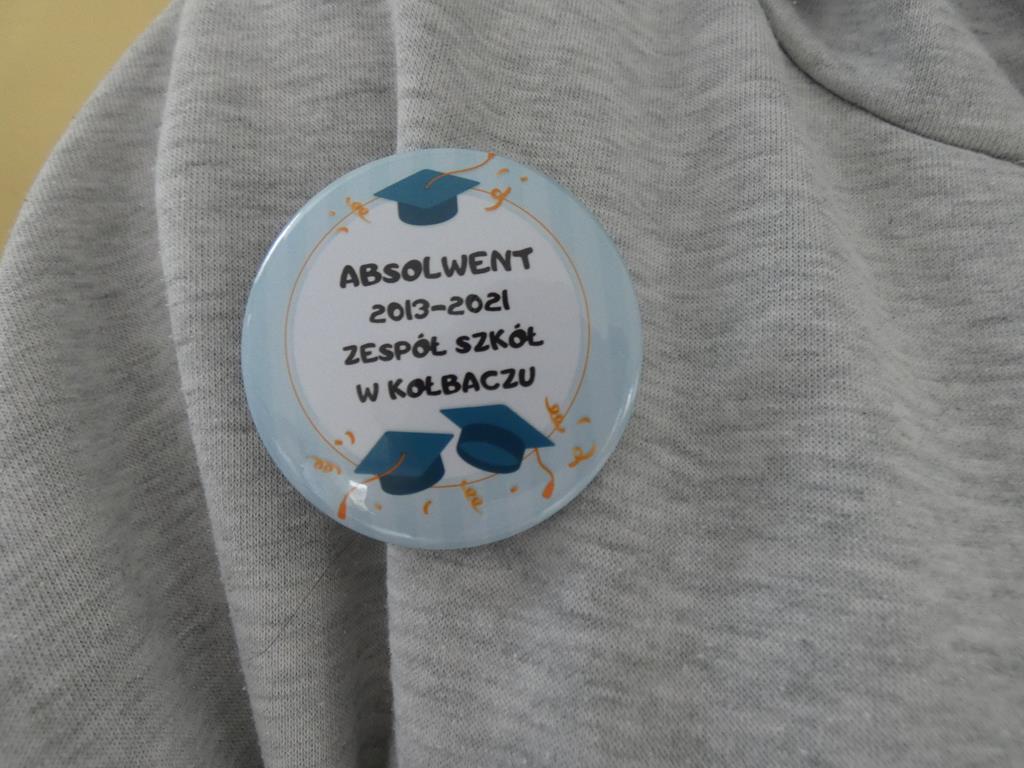 ABSOLWENT
2013-2021
ZESPÓŁ SZKÓŁ
W KOŁBACZU